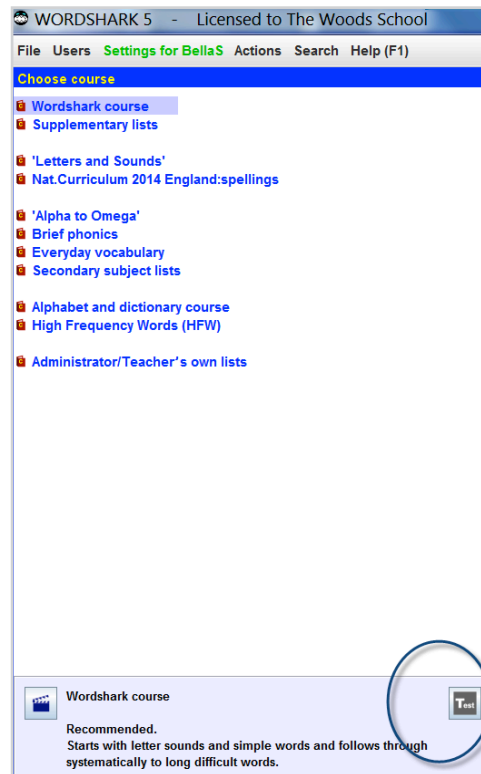 WORDSHARK 5 - Licensed to The Woods School
File Users Settings for BellaS Actions Search Help (F1)
Choose course
Wordshark course
Supplementary lists
'Letters and Sounds'
Nat.Curriculum 2014 England:spellings
'Alpha to Omega'
Brief phonics
Everyday vocabulary
Secondary subject lists
Alphabet and dictionary course
High Frequency Words (HFW)
Administrator/Teacher's own lists
Wordshark course
Test
Recommended.
Starts with letter sounds and simple words and follows through
systematically to long difficult words.